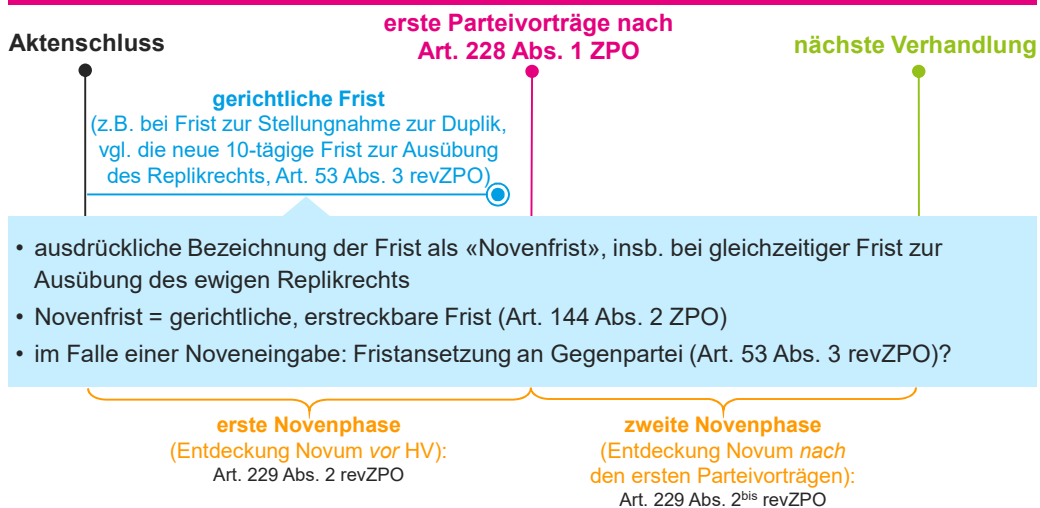 Aktenschluss
erste Parteivorträge nach
Art. 228 Abs. 1 ZPO
nächste Verhandlung
gerichtliche Frist
(z.B. bei Frist zur Stellungnahme zur Duplik,
vgl. die neue 10-tägige Frist zur Ausübung
des Replikrechts, Art. 53 Abs. 3 revZPO)
• ausdrückliche Bezeichnung der Frist als «Novenfrist», insb. bei gleichzeitiger Frist zur
Ausübung des ewigen Replikrechts
• Novenfrist = gerichtliche, erstreckbare Frist (Art. 144 Abs. 2 ZPO)
• im Falle einer Noveneingabe: Fristansetzung an Gegenpartei (Art. 53 Abs. 3 revZPO)?
erste Novenphase
(Entdeckung Novum vor HV):
Art. 229 Abs. 2 revZPO
zweite Novenphase
(Entdeckung Novum nach
den ersten Parteivorträgen):
Art. 229 Abs. 2bis revZPO